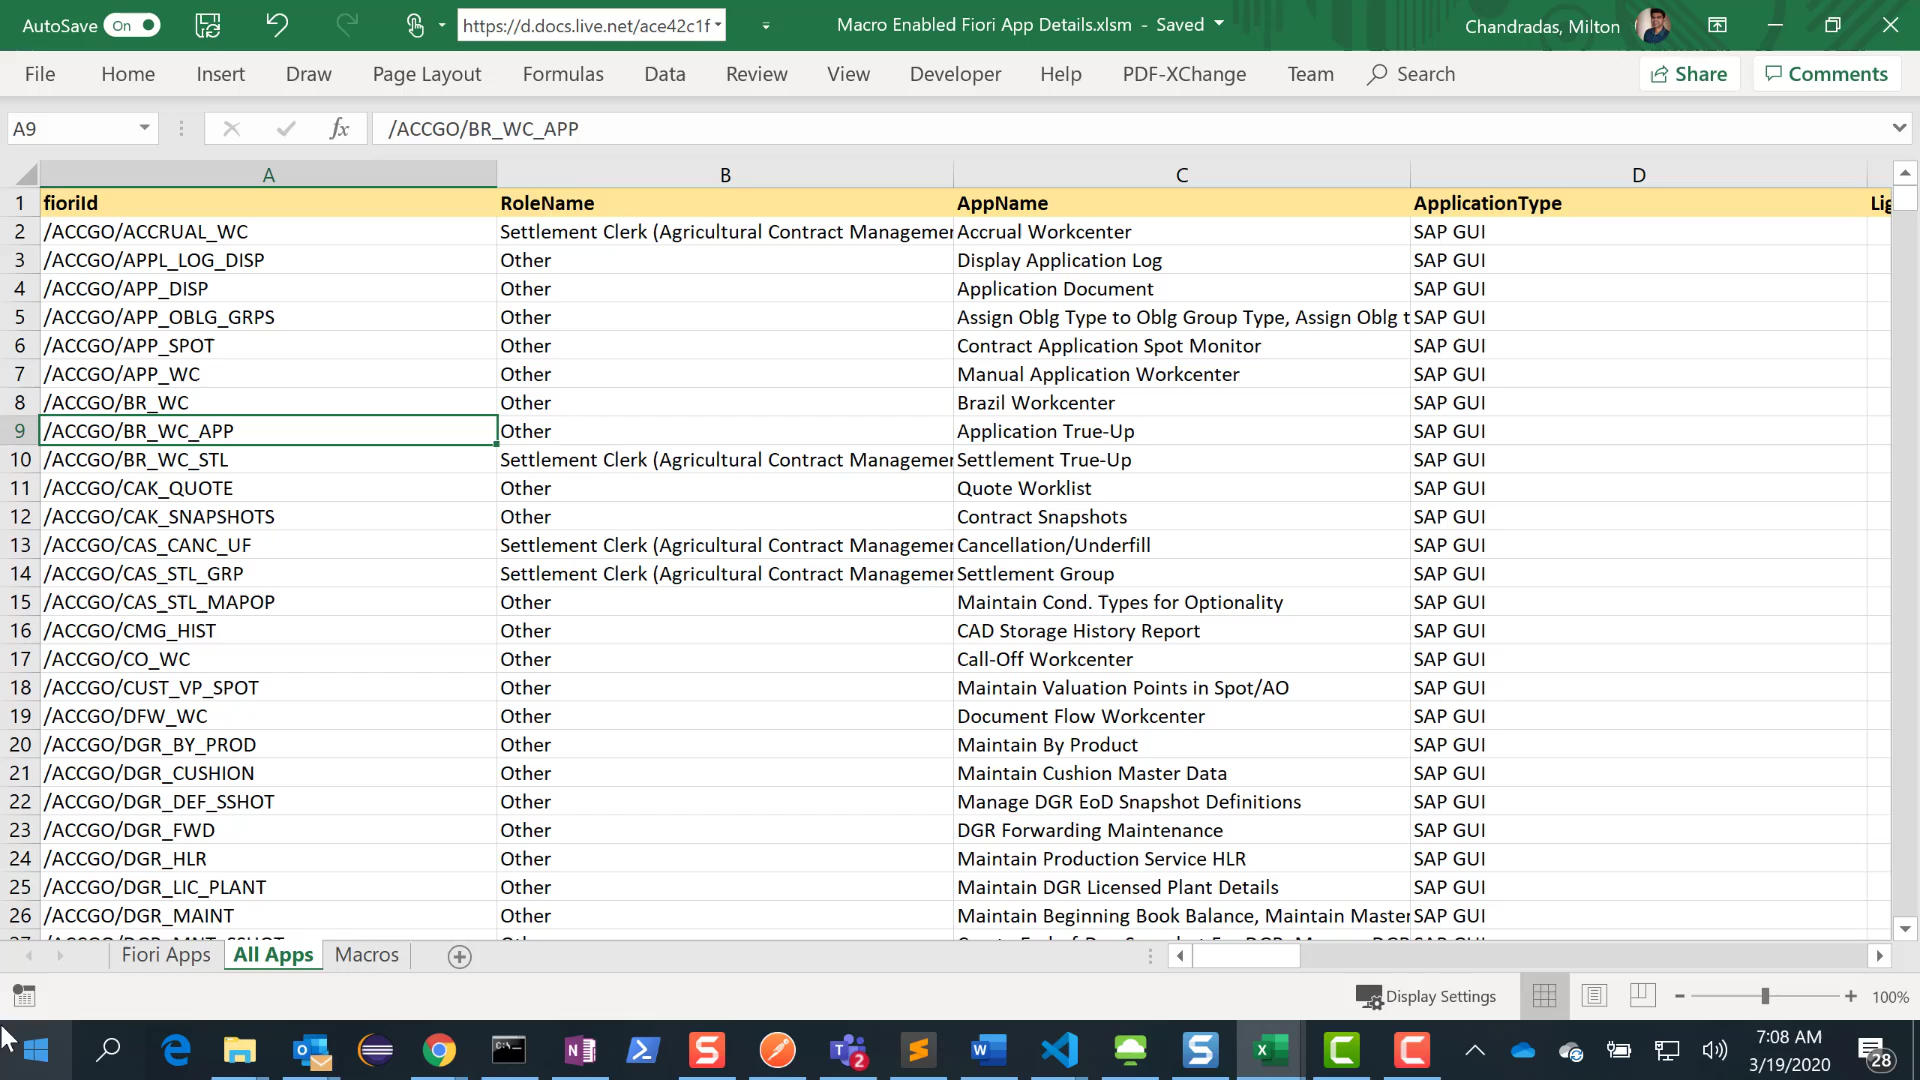 AutoSave On https://d.docs.live.net/ace42c1f Macro Enabled Fiori App Details.xlsm - Saved Chandradas, Milton
File Home Insert Draw Page Layout Formulas Data Review View Developer Help PDF-XChange Team Search Share Comments
A9 fx /ACCGO/BR_WC_APP
A B C D
1 fioriId RoleName AppName ApplicationType Lig
2 /ACCGO/ACCRUAL_WC Settlement Clerk (Agricultural Contract Managemen Accrual Workcenter SAP GUI
3 /ACCGO/APPL_LOG_DISP Other Display Application Log SAP GUI
4 /ACCGO/APP_DISP Other Application Document SAP GUI
5 /ACCGO/APP_OBLG_GRPS Other Assign Oblg Type to Oblg Group Type, Assign Oblg t SAP GUI
6 /ACCGO/APP_SPOT Other Contract Application Spot Monitor SAP GUI
7 /ACCGO/APP_WC Other Manual Application Workcenter SAP GUI
8 /ACCGO/BR_WC Other Brazil Workcenter SAP GUI
9 /ACCGO/BR_WC_APP Other Application True-Up SAP GUI
10 /ACCGO/BR_WC_STL Settlement Clerk (Agricultural Contract Managemen Settlement True-Up SAP GUI
11 /ACCGO/CAK_QUOTE Other Quote Worklist SAP GUI
12 /ACCGO/CAK_SNAPSHOTS Other Contract Snapshots SAP GUI
13 /ACCGO/CAS_CANC_UF Settlement Clerk (Agricultural Contract Managemen Cancellation/Underfill SAP GUI
14 /ACCGO/CAS_STL_GRP Settlement Clerk (Agricultural Contract Managemen Settlement Group SAP GUI
15 /ACCGO/CAS_STL_MAPOP Other Maintain Cond. Types for Optionality SAP GUI
16 /ACCGO/CMG_HIST Other CAD Storage History Report SAP GUI
17 /ACCGO/CO_WC Other Call-Off Workcenter SAP GUI
18 /ACCGO/CUST_VP_SPOT Other Maintain Valuation Points in Spot/AO SAP GUI
19 /ACCGO/DFW_WC Other Document Flow Workcenter SAP GUI
20 /ACCGO/DGR_BY_PROD Other Maintain By Product SAP GUI
21 /ACCGO/DGR_CUSHION Other Maintain Cushion Master Data SAP GUI
22 /ACCGO/DGR_DEF_SSHOT Other Manage DGR EoD Snapshot Definitions SAP GUI
23 /ACCGO/DGR_FWD Other DGR Forwarding Maintenance SAP GUI
24 /ACCGO/DGR_HLR Other Maintain Production Service HLR SAP GUI
25 /ACCGO/DGR_LIC_PLANT Other Maintain DGR Licensed Plant Details SAP GUI
26 /ACCGO/DGR_MAINT Other Maintain Beginning Book Balance, Maintain Master SAP GUI
Fiori Apps All Apps Macros
Display Settings 100%
7:08 AM
3/19/2020
2
28